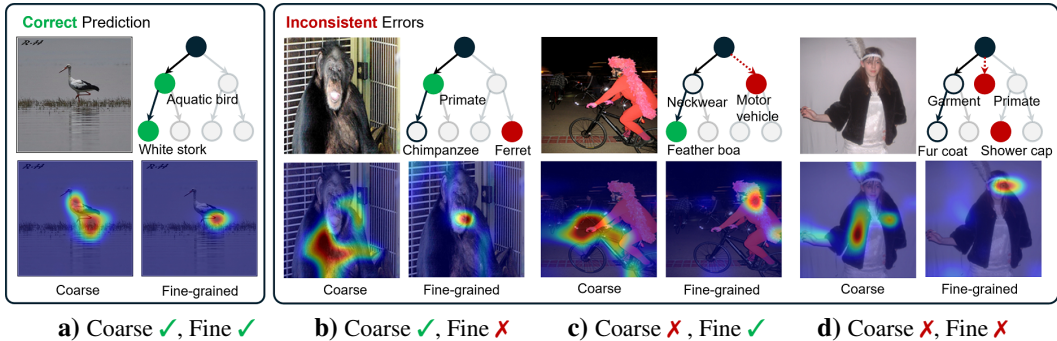 Correct Prediction
R-H
Aquatic bird
White stork
Coarse
Fine-grained
Inconsistent Errors
Primate
Chimpanzee
Ferret
Coarse
Fine-grained
Neckwear
Motor
vehicle
Feather boa
Coarse
Fine-grained
Garment
Primate
Fur coat
Shower cap
Coarse
Fine-grained
a) Coarse ✓, Fine ✓
b) Coarse ✓, Fine ✗
c) Coarse ✗ , Fine ✓
d) Coarse ✗, Fine ✗